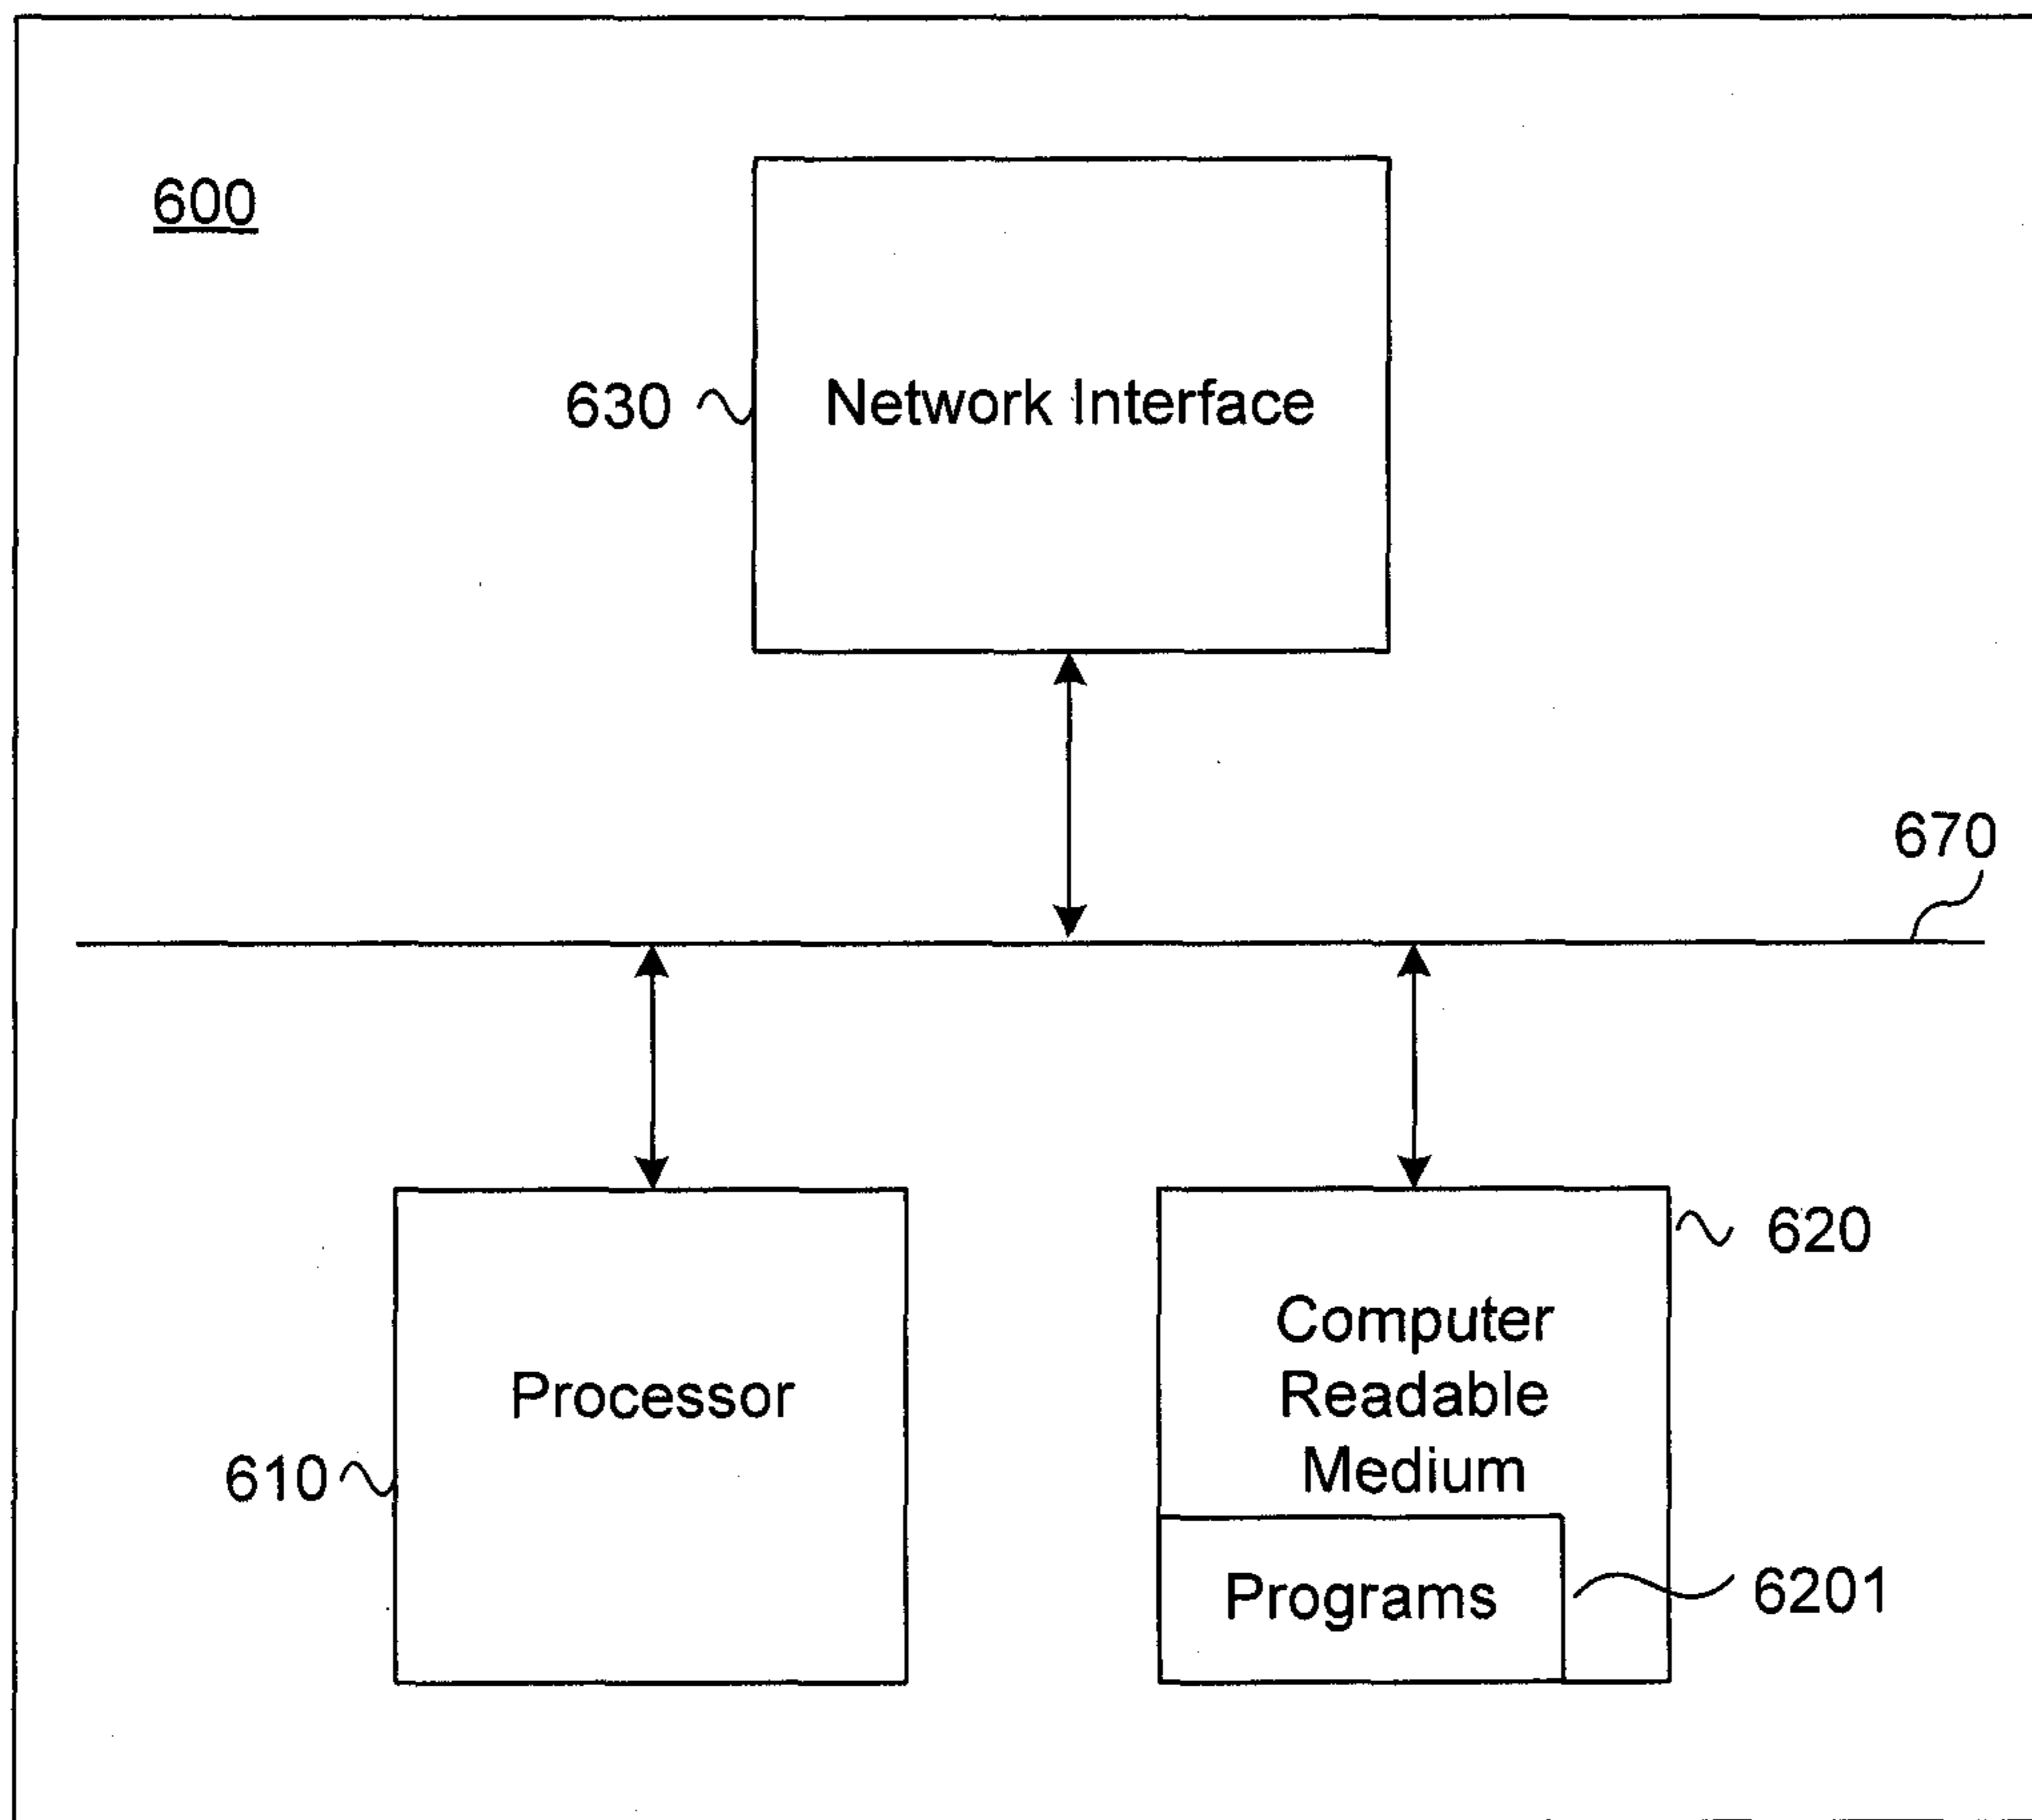 600
630
Network Interface
670
620
Computer
Readable
Medium
Processor
610
Programs
6201